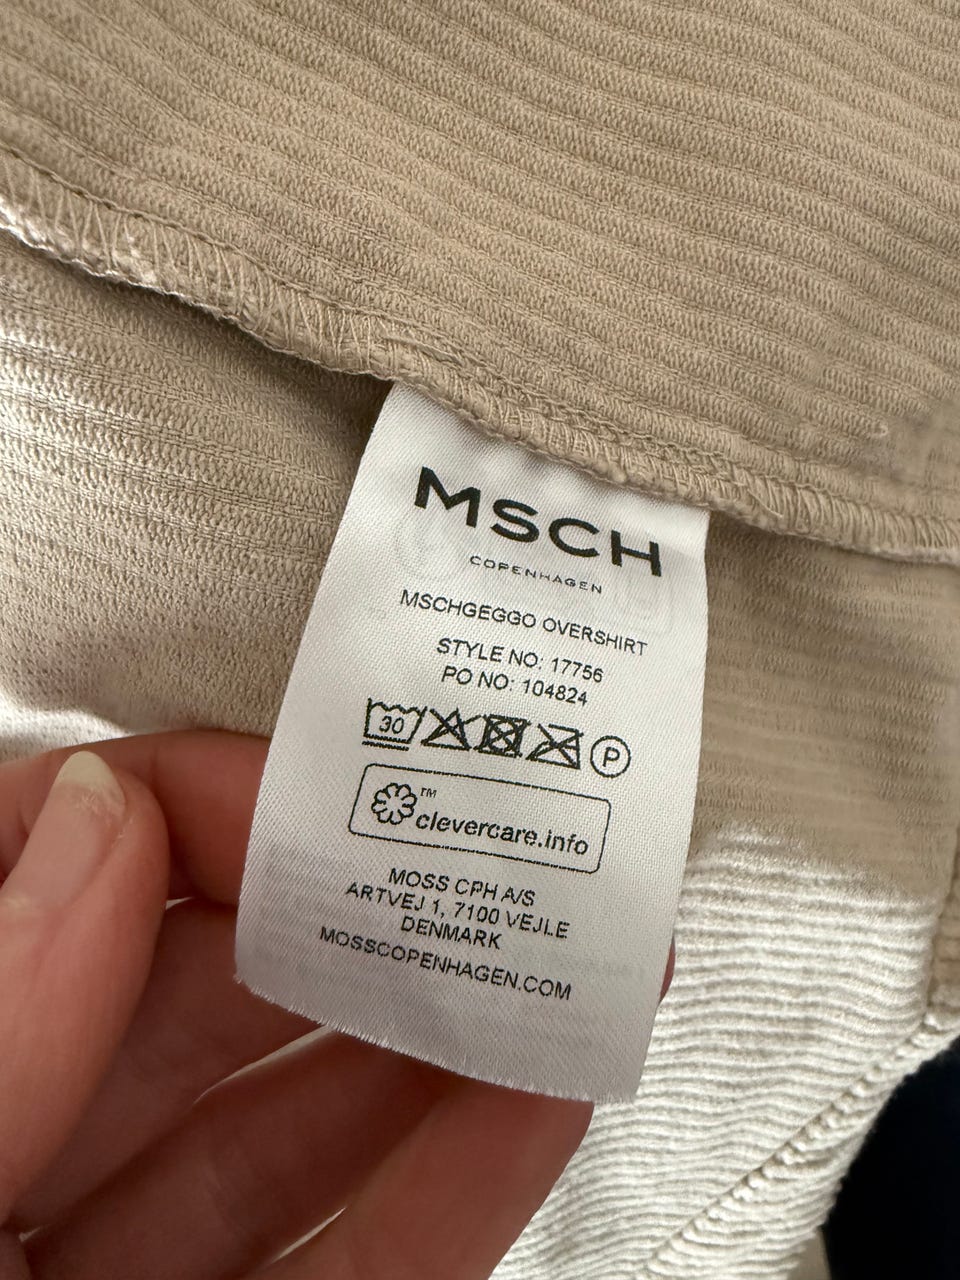 MSCH
COPENHAGEN
MSCHGEGGO OVERSHIRT
STYLE NO: 17756
PO NO: 104824
30 P
™
clevercare.info
MOSS CPH A/S
ARTVEJ 1, 7100 VEJLE
DENMARK
MOSSCOPENHAGEN.COM